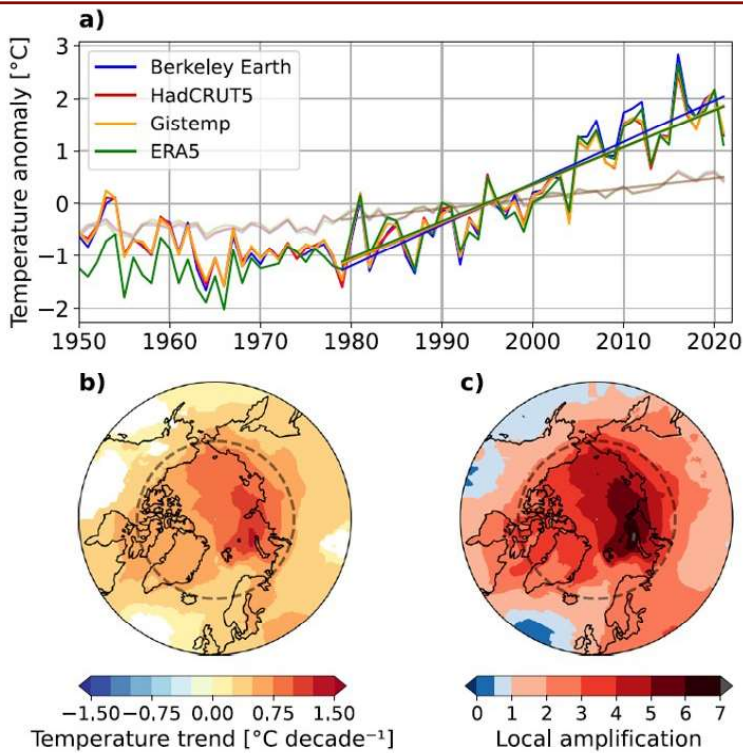 a)
Temperature anomaly [°C]
3
2
1
0
−1
−2
Berkeley Earth
HadCRUT5
Gistemp
ERA5
1950 1960 1970 1980 1990 2000 2010 2020
b)
c)
−1.50 −0.75 0.00 0.75 1.50
Temperature trend [°C decade⁻¹]
0 1 2 3 4 5 6 7
Local amplification